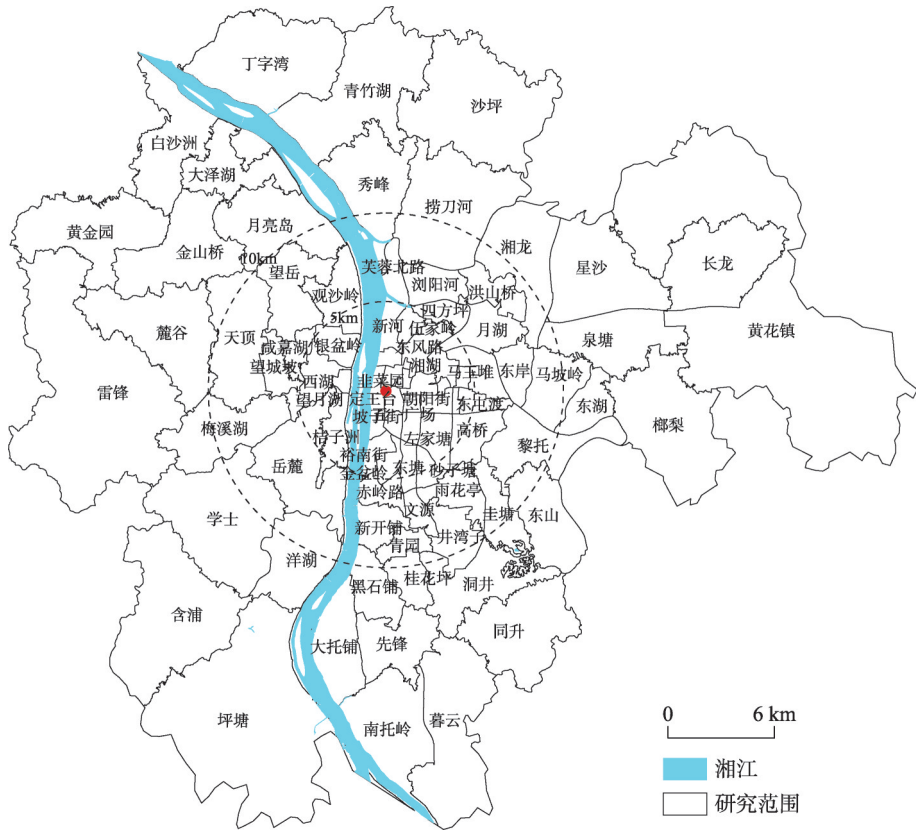 丁字湾
青竹湖
沙坪
白沙洲
大泽湖
秀峰
捞刀河
黄金园
金山桥
月亮岛
湘龙
10km
望岳
芙蓉北路
星沙
长龙
观沙岭
浏阳河
洪山桥
5km
四方坪
麓谷
天顶
新河
伍家岭
月湖
泉塘
黄花镇
咸嘉湖
银盆岭
东风路
望城坡
湘湖
马王堆
东岸
马坡岭
雷锋
西湖
韭菜园
望月湖
定王台
朝阳街
东屯渡
东湖
榔梨
坡子街
广场
梅溪湖
橘子洲
左家塘
高桥
黎托
裕南街
岳麓
金盆岭
东塘
砂子塘
赤岭路
雨花亭
学士
文源
圭塘
东山
新开铺
井湾子
青园
洋湖
黑石铺
桂花坪
洞井
含浦
同升
大托铺
先锋
坪塘
南托岭
暮云
0
6 km
湘江
研究范围